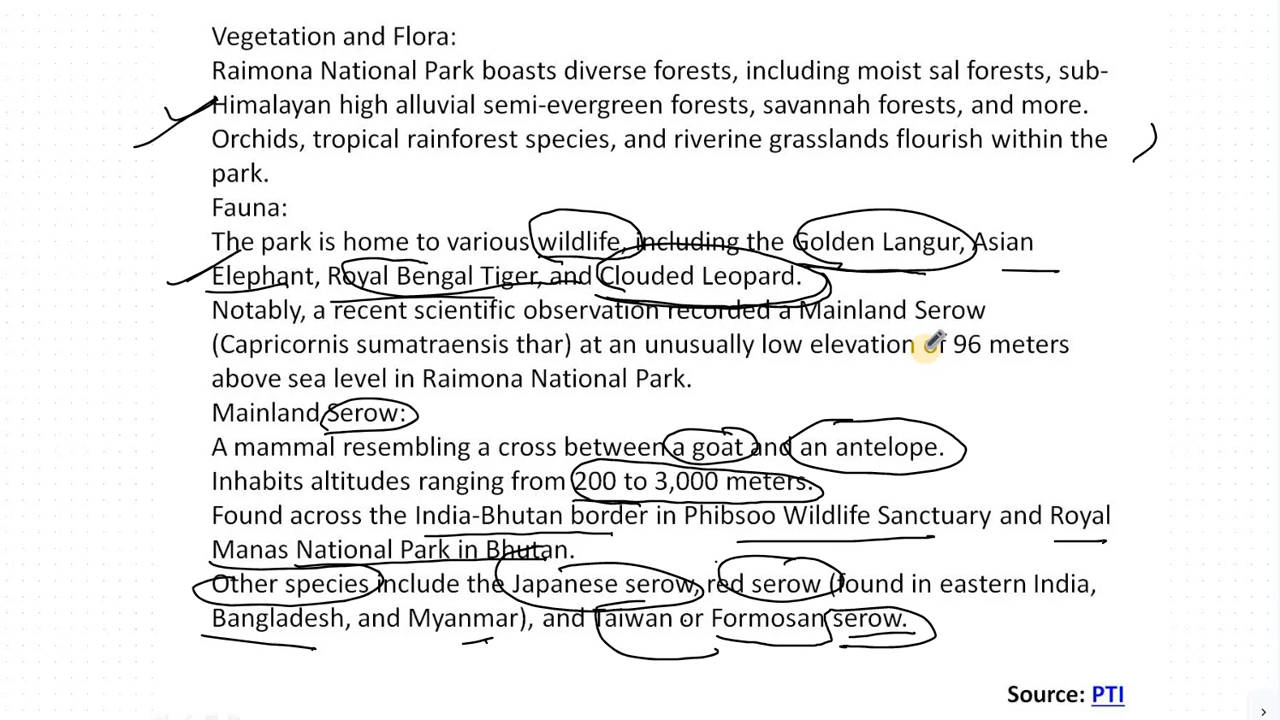 Vegetation and Flora:
Raimona National Park boasts diverse forests, including moist sal forests, sub-
Himalayan high alluvial semi-evergreen forests, savannah forests, and more.
Orchids, tropical rainforest species, and riverine grasslands flourish within the
park.
Fauna:
The park is home to various wildlife, including the Golden Langur, Asian
Elephant, Royal Bengal Tiger, and Clouded Leopard.
Notably, a recent scientific observation recorded a Mainland Serow
(Capricornis sumatraensis thar) at an unusually low elevation of 96 meters
above sea level in Raimona National Park.
Mainland Serow:
A mammal resembling a cross between a goat and an antelope.
Inhabits altitudes ranging from 200 to 3,000 meters.
Found across the India-Bhutan border in Phibsoo Wildlife Sanctuary and Royal
Manas National Park in Bhutan.
Other species include the Japanese serow, red serow (found in eastern India,
Bangladesh, and Myanmar), and Taiwan or Formosan serow.
Source: PTI